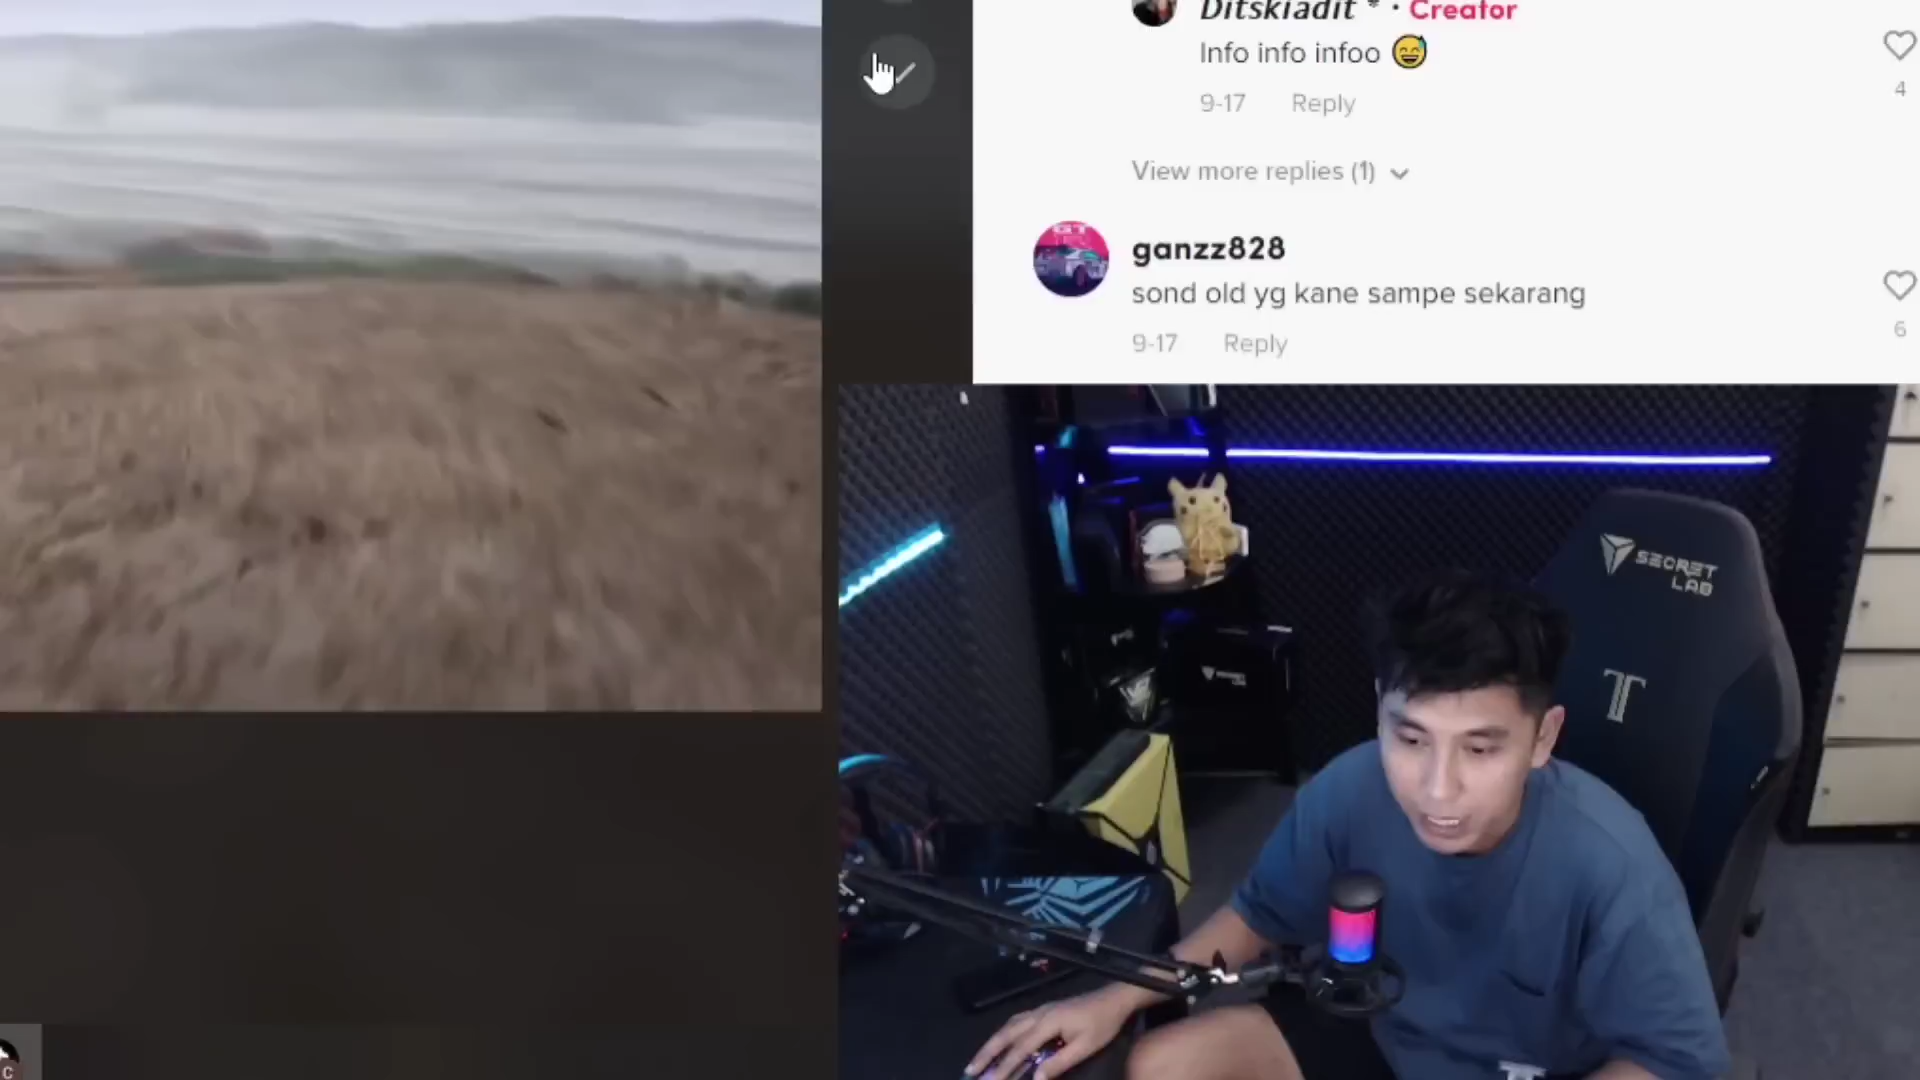 Ditskiadit * · Creator
Info info infoo 😅
9-17 Reply
4
View more replies (1)
ganzz828
sond old yg kane sampe sekarang
6
9-17 Reply
SECRET
LAB
T
C